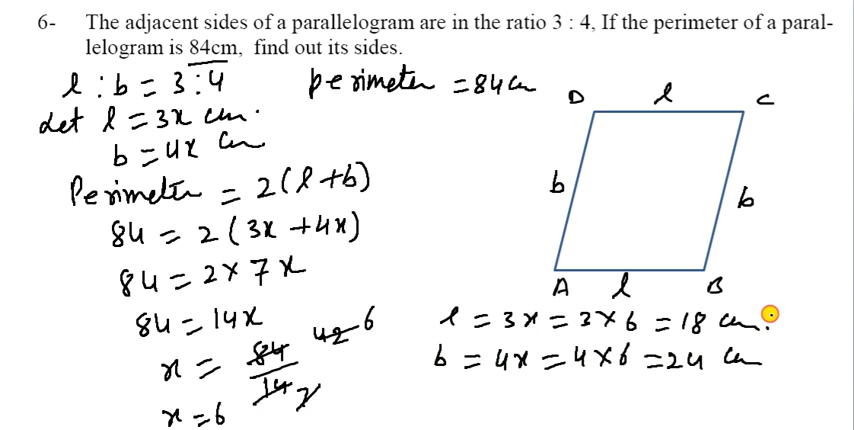 6- The adjacent sides of a parallelogram are in the ratio 3 : 4, If the perimeter of a paral-
lelogram is 84cm, find out its sides.
l : b = 3 : 4 perimeter = 84 cm
Let l = 3x cm.
b = 4x cm
Perimeter = 2(l+b)
84 = 2(3x+4x)
84 = 2×7x
84 = 14x
x = 84/14 42 6 7
x = 6
D l C
b b
A l B
l = 3x = 3×6 = 18 cm.
b = 4x = 4×6 = 24 cm